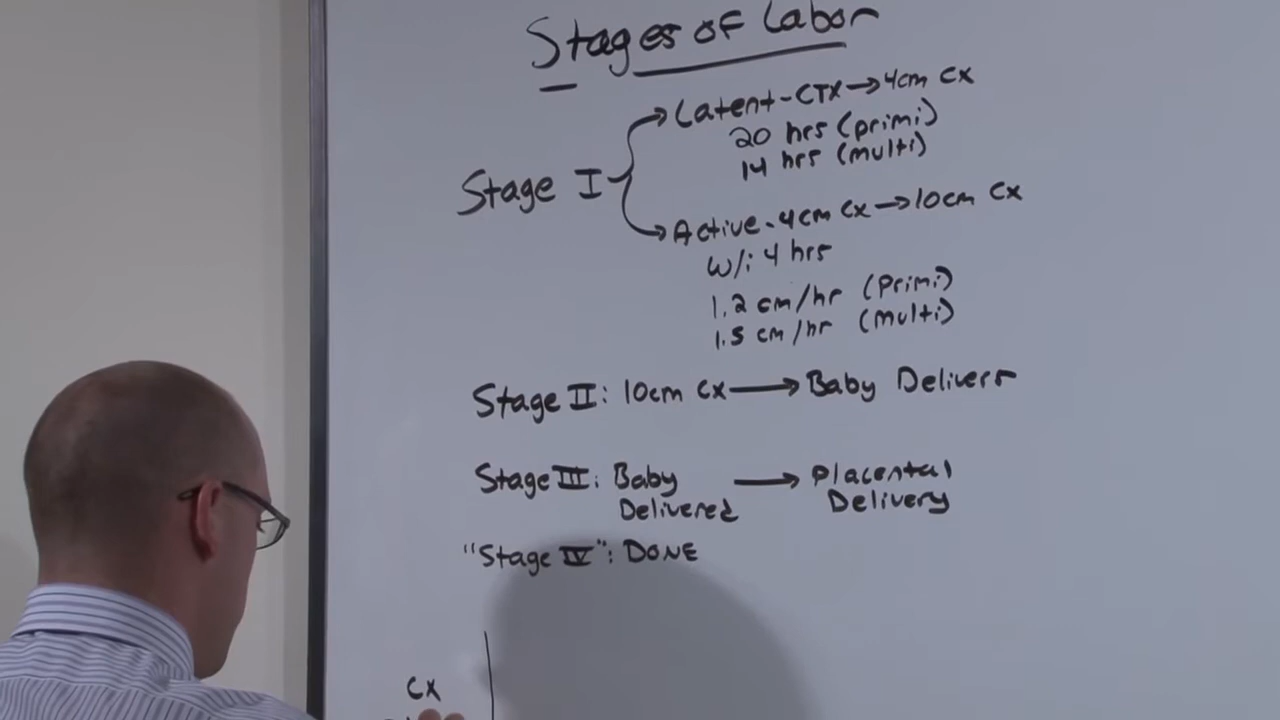 Stages of Labor
Latent-CTX→4cm Cx
20 hrs (primi)
14 hrs (multi)
Stage I
Active-4cm Cx→10cm Cx
w/i 4 hrs
1.2 cm/hr (Primi)
1.5 cm/hr (multi)
Stage II: 10cm Cx→Baby Delivers
Stage III: Baby Delivered→Placental Delivery
"Stage IV": DONE
CX